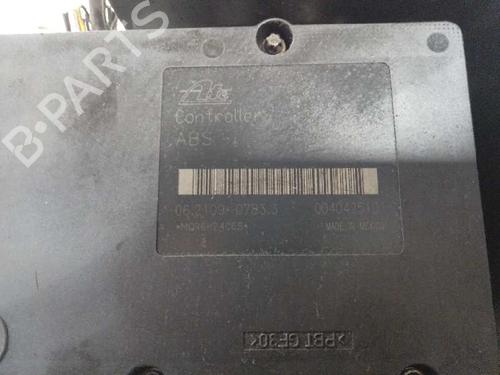 B-PARTS
Ate
Controller
ABS
06.2109-0783.3
MADE IN MEXICO
>PBT GF30<